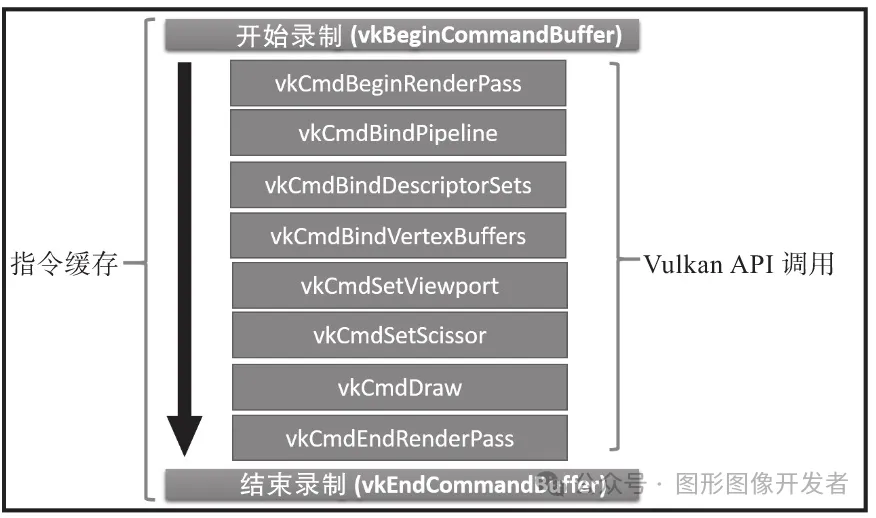 开始录制 (vkBeginCommandBuffer)
vkCmdBeginRenderPass
vkCmdBindPipeline
vkCmdBindDescriptorSets
vkCmdBindVertexBuffers
指令缓存
Vulkan API 调用
vkCmdSetViewport
vkCmdSetScissor
vkCmdDraw
vkCmdEndRenderPass
结束录制 (vkEndCommandBuffer)
公众号 · 图形图像开发者